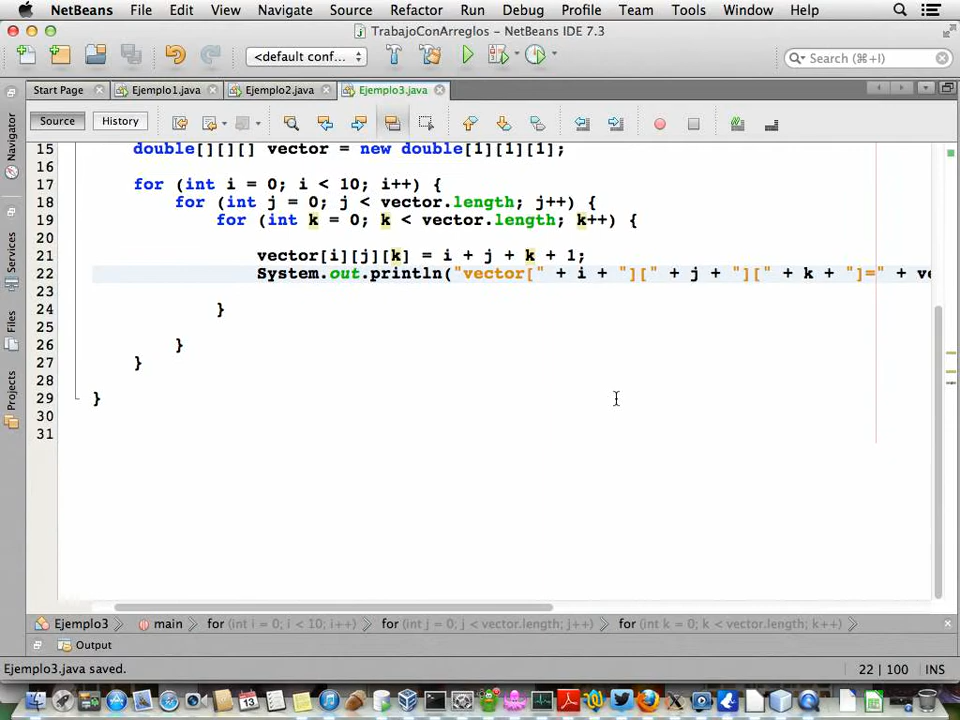 NetBeans File Edit View Navigate Source Refactor Run Debug Profile Team Tools Window Help
TrabajoConArreglos – NetBeans IDE 7.3
<default conf... Search (⌘+I)
Start Page Ejemplo1.java Ejemplo2.java Ejemplo3.java
Source History
Navigator
Services
Files
Projects
15 double[][][] vector = new double[1][1][1];
16
17 for (int i = 0; i < 10; i++) {
18 for (int j = 0; j < vector.length; j++) {
19 for (int k = 0; k < vector.length; k++) {
20
21 vector[i][j][k] = i + j + k + 1;
22 System.out.println("vector[" + i + "][" + j + "][" + k + "]=" + ve
23
24 }
25
26 }
27 }
28
29 }
30
31
Ejemplo3 main for (int i = 0; i < 10; i++) for (int j = 0; j < vector.length; j++) for (int k = 0; k < vector.length; k++)
Output
Ejemplo3.java saved. 22 | 100 INS
13